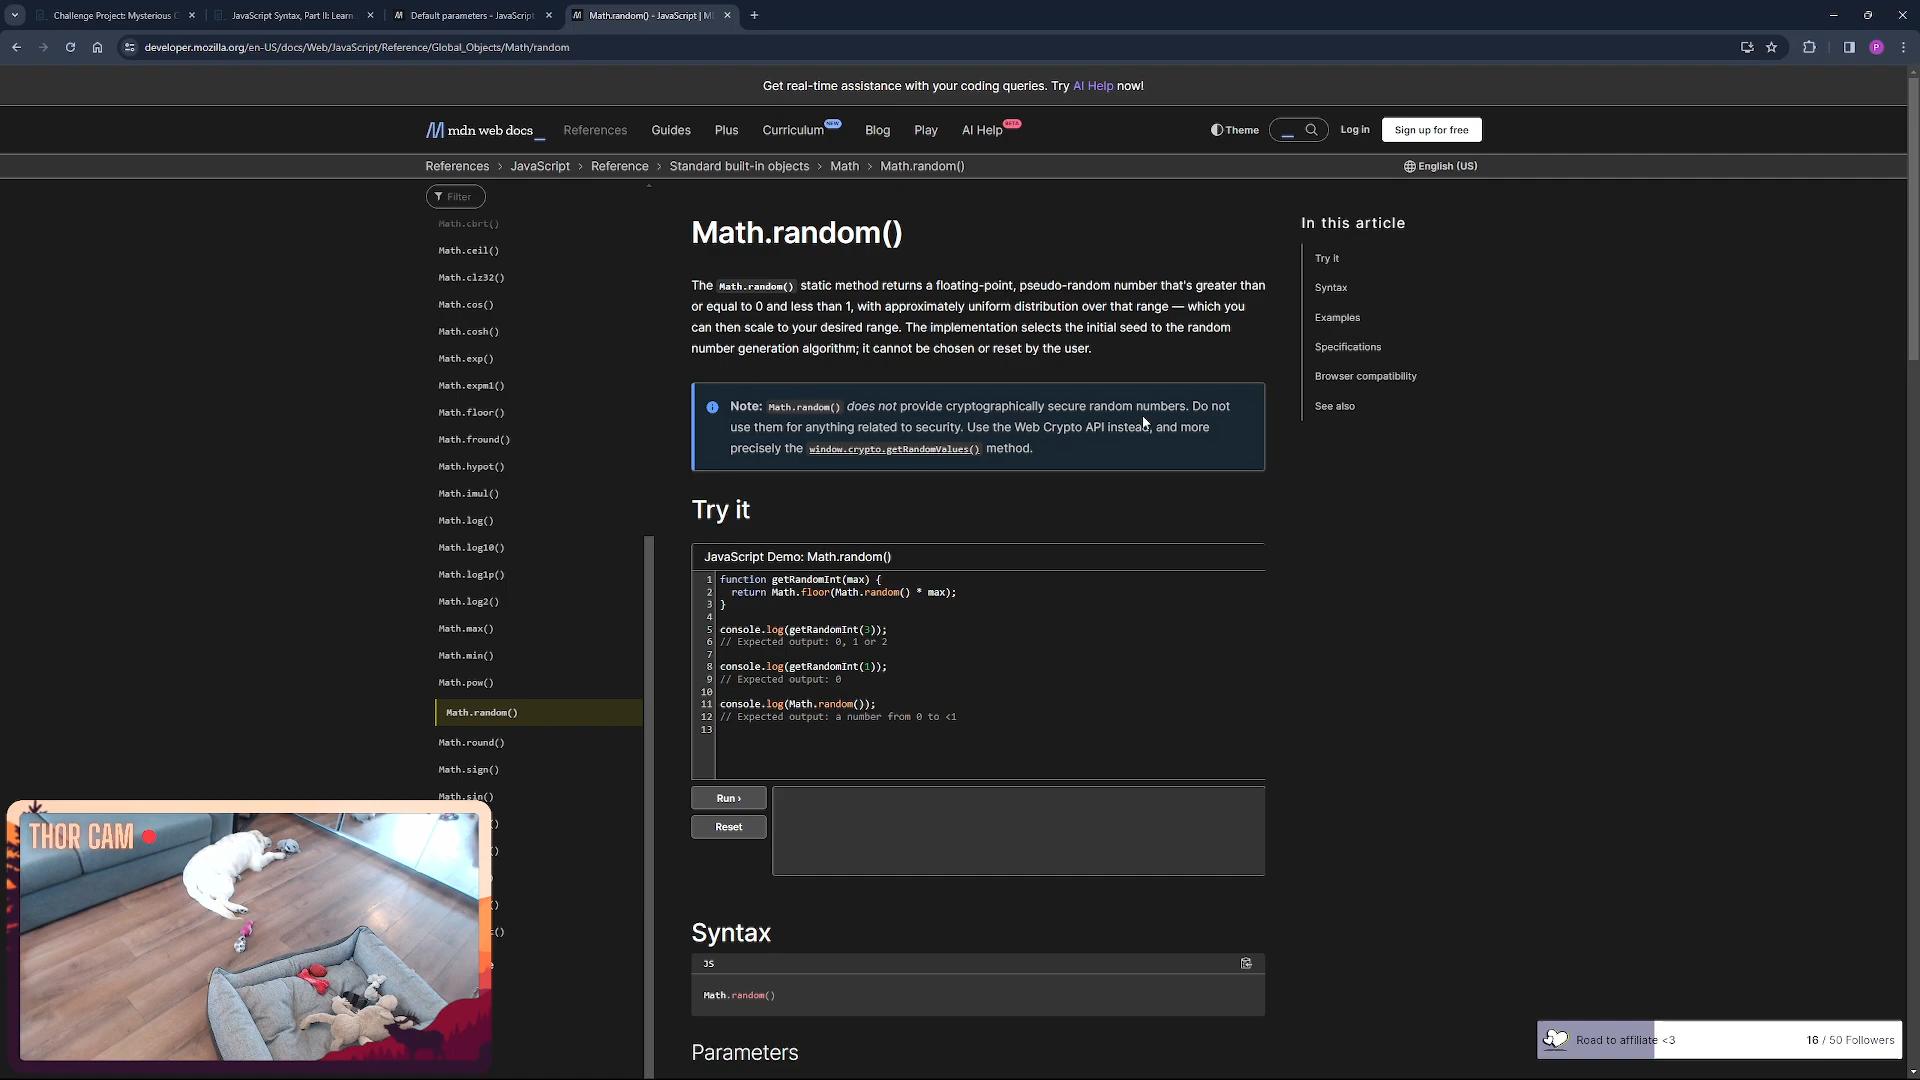 Challenge Project: Mysterious
JavaScript Syntax, Part II: Learn
Default parameters - JavaScript
Math.random() - JavaScript | M
developer.mozilla.org/en-US/docs/Web/JavaScript/Reference/Global_Objects/Math/random
P
Get real-time assistance with your coding queries. Try AI Help now!
mdn web docs_
References
Guides
Plus
Curriculum NEW
Blog
Play
AI Help BETA
Theme
Log in
Sign up for free
References > JavaScript > Reference > Standard built-in objects > Math > Math.random()
English (US)
Filter
Math.cbrt()
Math.ceil()
Math.clz32()
Math.cos()
Math.cosh()
Math.exp()
Math.expm1()
Math.floor()
Math.fround()
Math.hypot()
Math.imul()
Math.log()
Math.log10()
Math.log1p()
Math.log2()
Math.max()
Math.min()
Math.pow()
Math.random()
Math.round()
Math.sign()
Math.sin()
Math.random()
The Math.random() static method returns a floating-point, pseudo-random number that's greater than
or equal to 0 and less than 1, with approximately uniform distribution over that range — which you
can then scale to your desired range. The implementation selects the initial seed to the random
number generation algorithm; it cannot be chosen or reset by the user.
Note: Math.random() does not provide cryptographically secure random numbers. Do not
use them for anything related to security. Use the Web Crypto API instead, and more
precisely the window.crypto.getRandomValues() method.
Try it
JavaScript Demo: Math.random()
1 function getRandomInt(max) {
2 return Math.floor(Math.random() * max);
3 }
4
5 console.log(getRandomInt(3));
6 // Expected output: 0, 1 or 2
7
8 console.log(getRandomInt(1));
9 // Expected output: 0
10
11 console.log(Math.random());
12 // Expected output: a number from 0 to <1
13
Run ›
Reset
Syntax
JS
Math.random()
Parameters
In this article
Try it
Syntax
Examples
Specifications
Browser compatibility
See also
THOR CAM
Road to affiliate <3
16 / 50 Followers